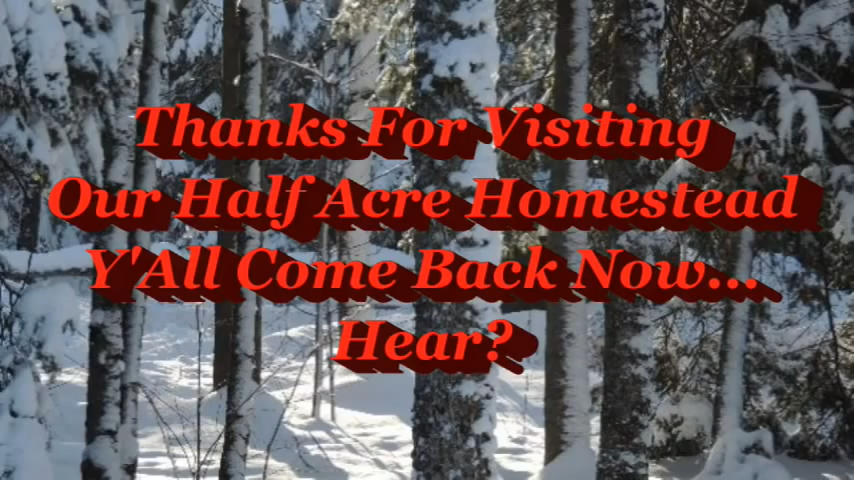 Thanks For Visiting
Our Half Acre Homestead
Y'All Come Back Now...
Hear?